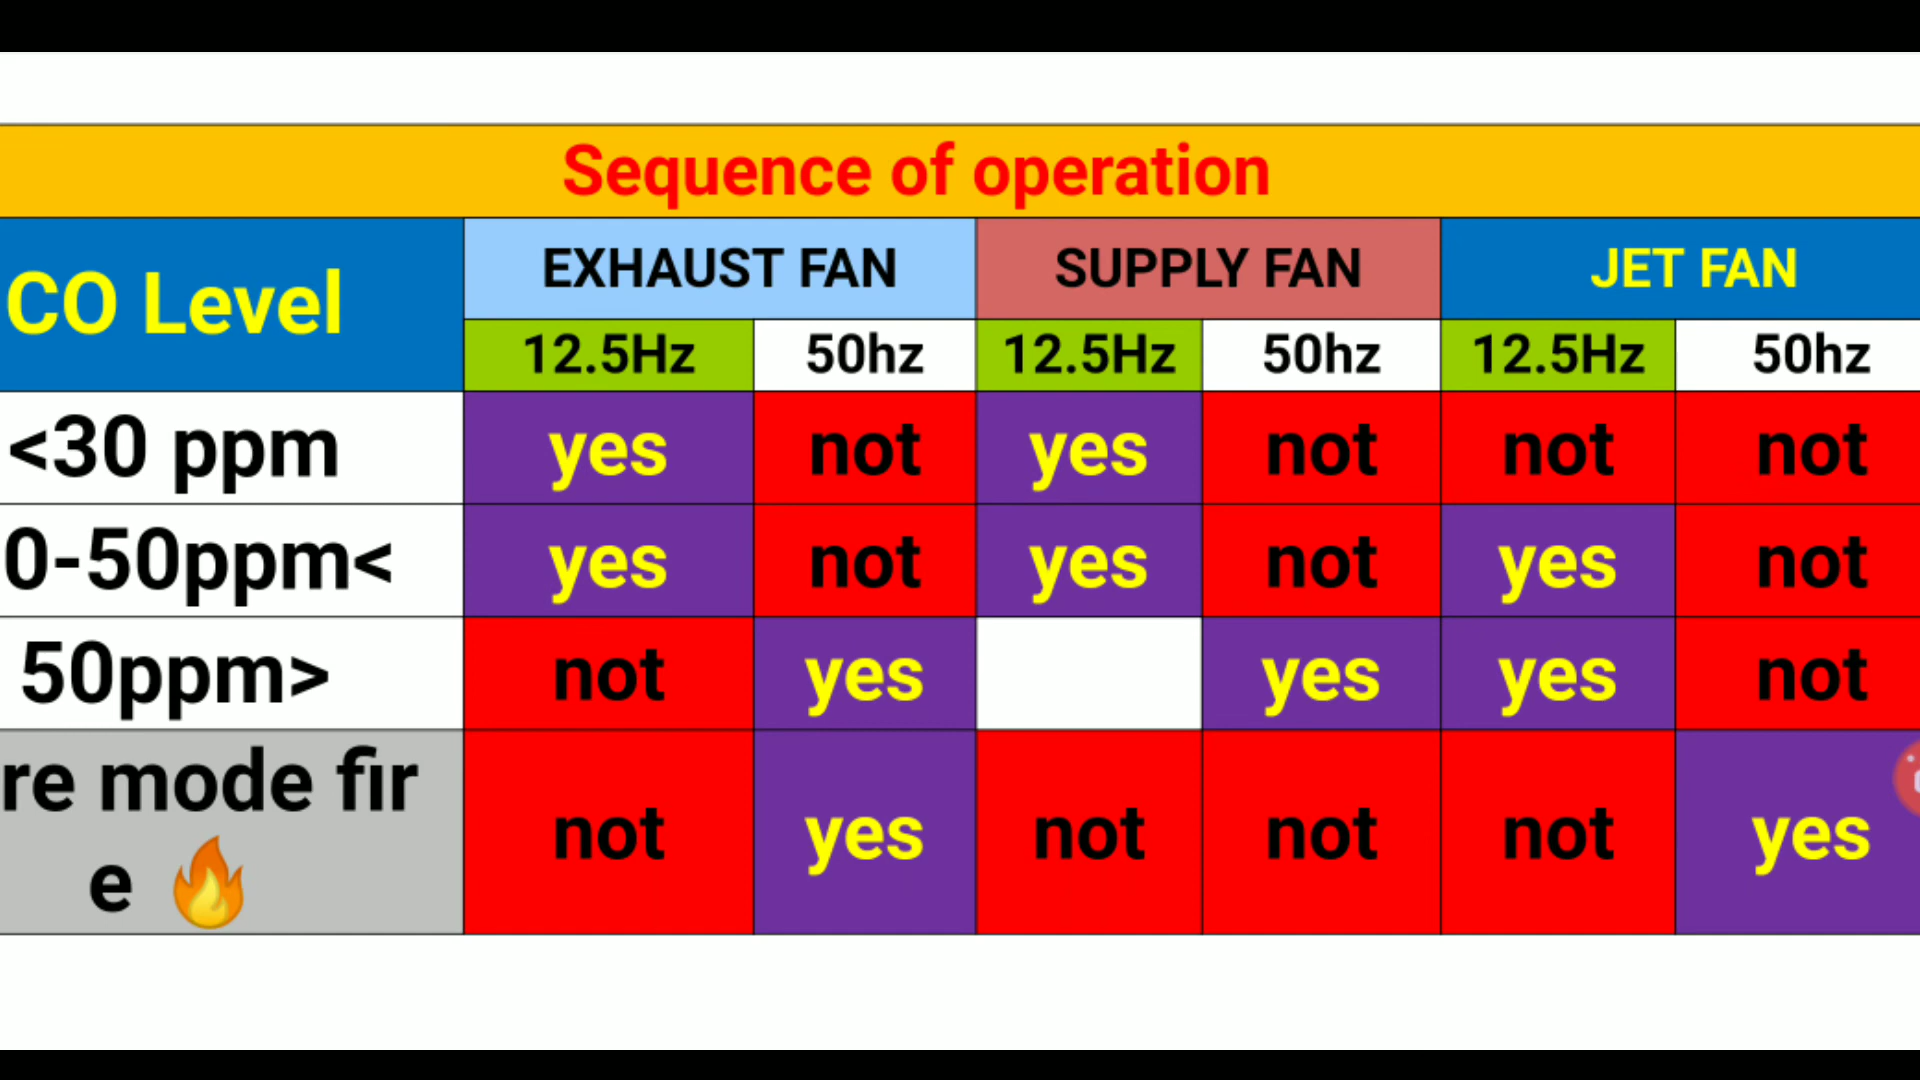 Sequence of operation
CO Level EXHAUST FAN SUPPLY FAN JET FAN
12.5Hz 50hz 12.5Hz 50hz 12.5Hz 50hz
<30 ppm yes not yes not not not
0-50ppm< yes not yes not yes not
50ppm> not yes yes yes not
re mode fir
e 🔥 not yes not not not yes